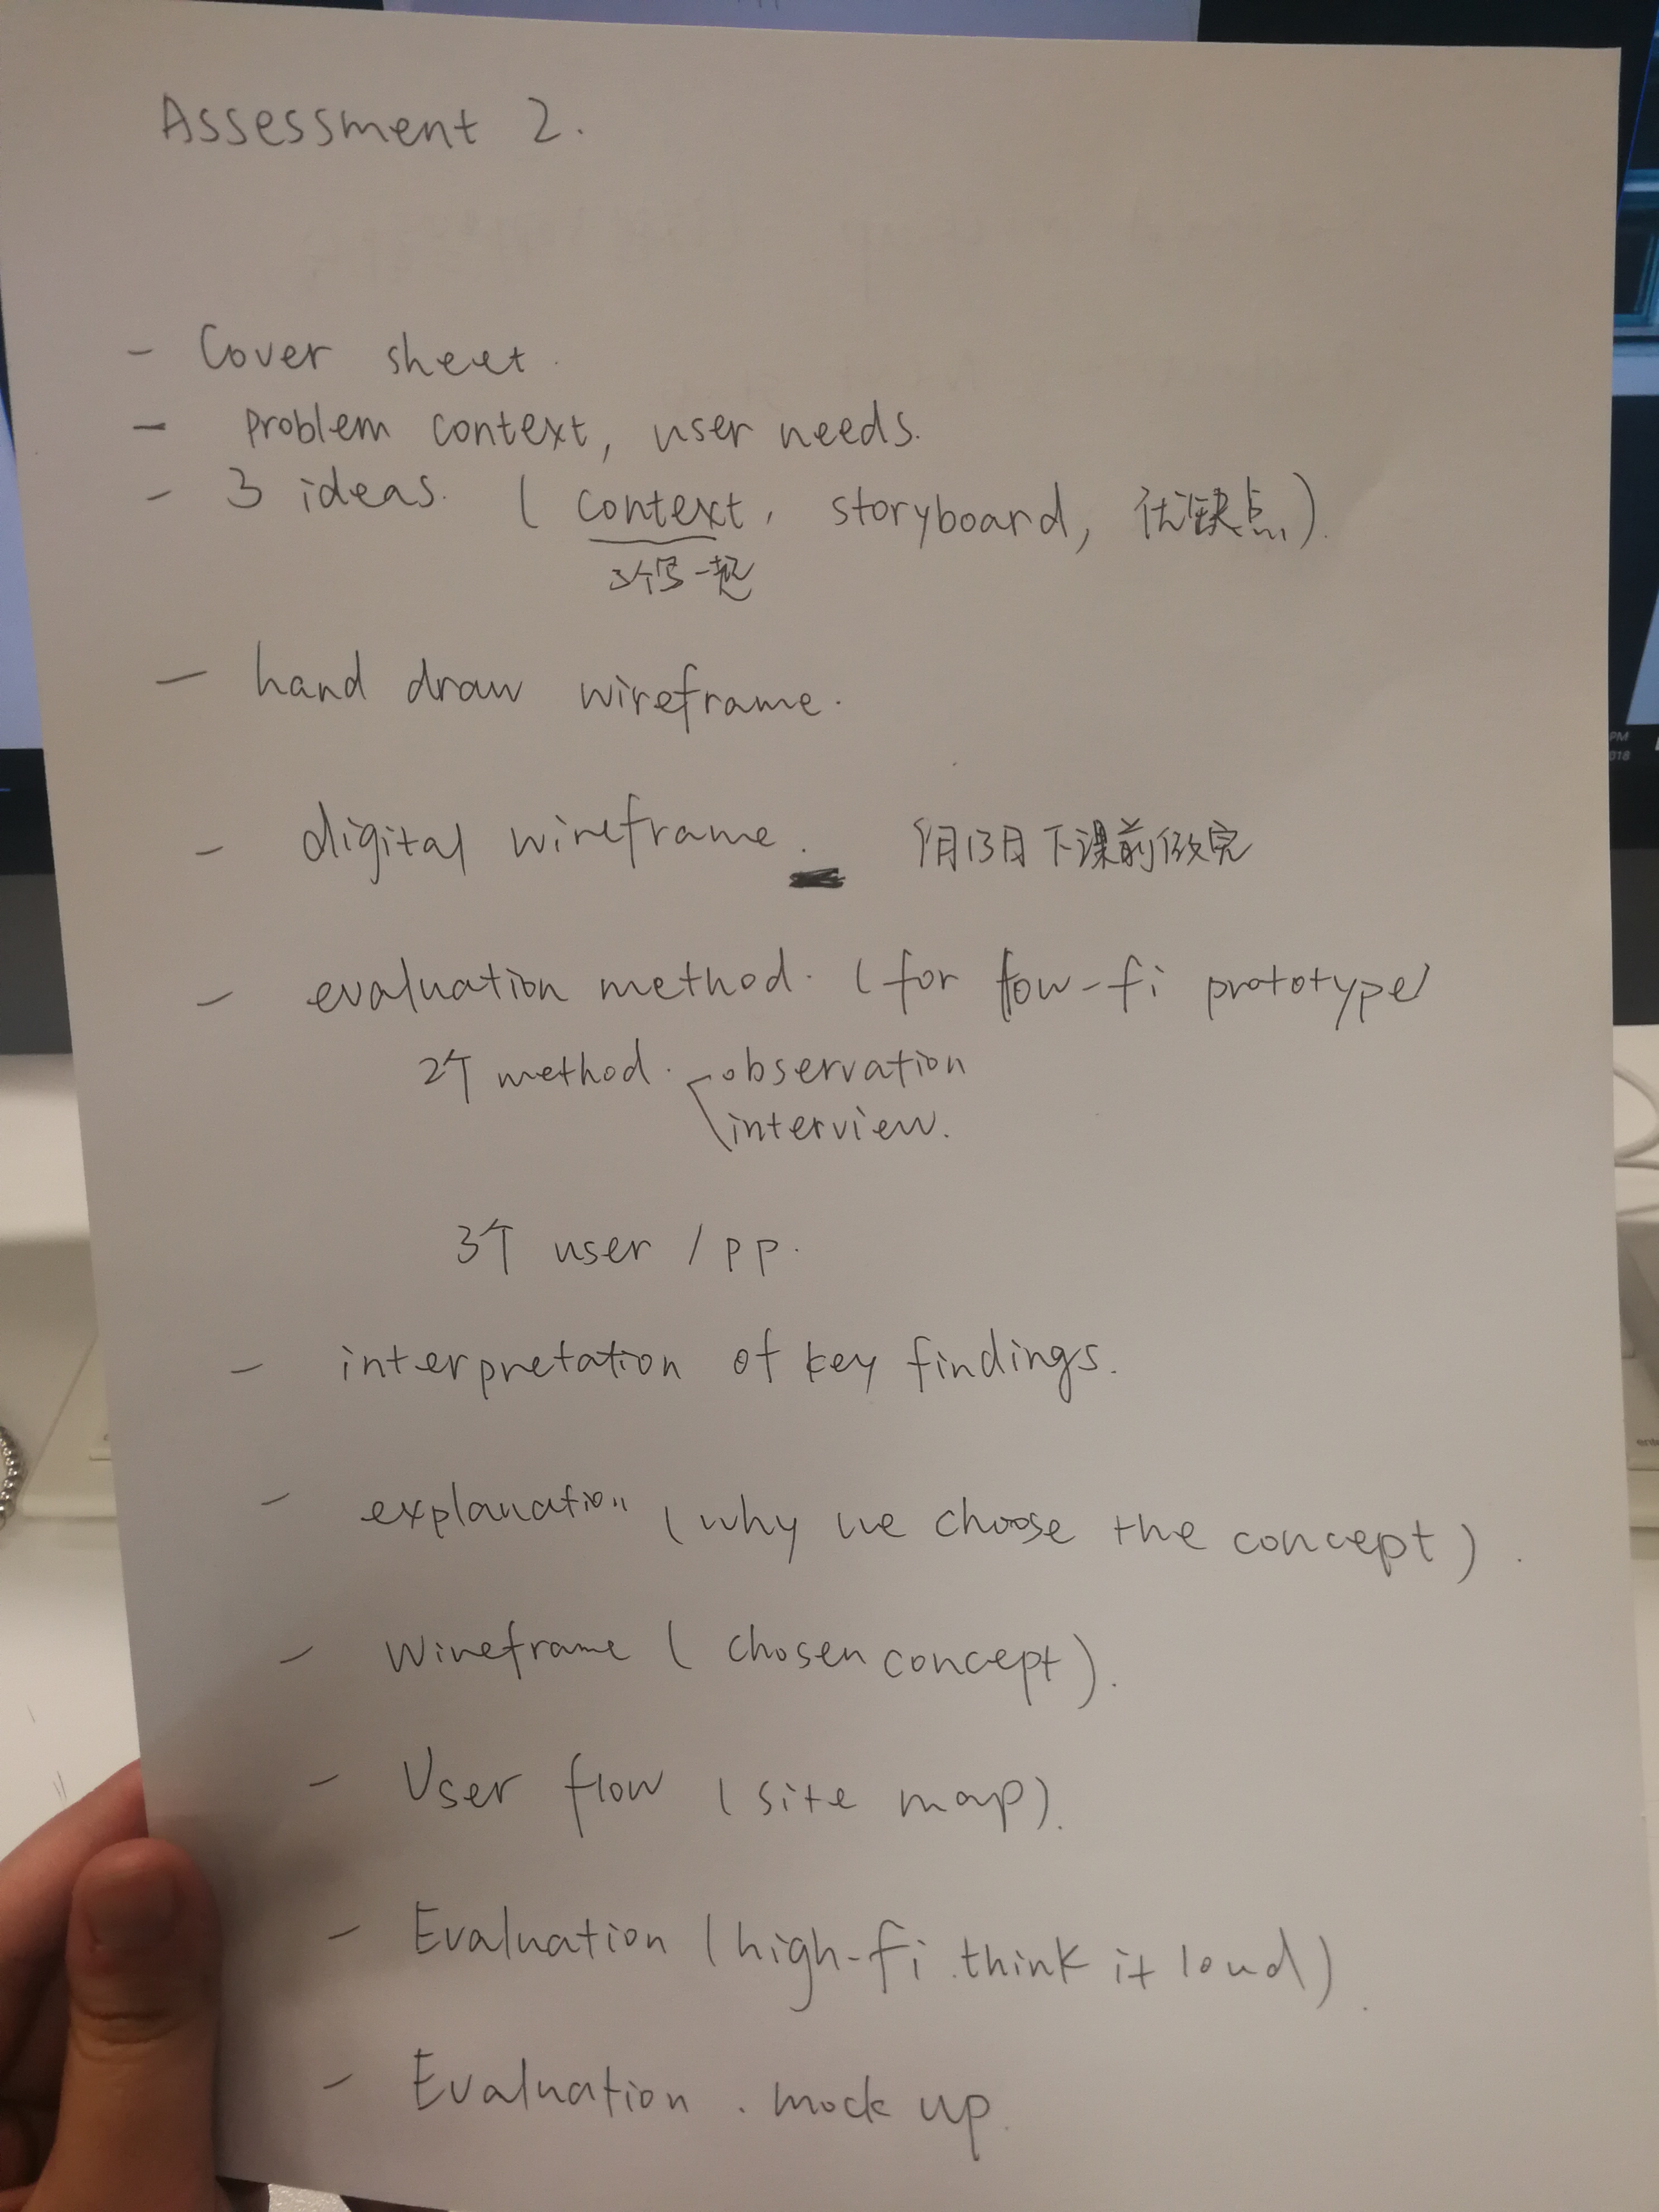 Assessment 2.
- Cover sheet.
- problem context, user needs.
- 3 ideas. ( context, storyboard, 优缺点).
3个写一起
- hand draw wireframe.
- digital wireframe. 9月13日下课前做完
- evaluation method. (for low-fi prototype)
2个 method. observation
interview.
3个 user / pp.
- interpretation of key findings.
- explanation (why we choose the concept).
- wireframe ( chosen concept).
- User flow (site map).
- Evaluation (high-fi. think it loud).
- Evaluation. mock up.
PM
018